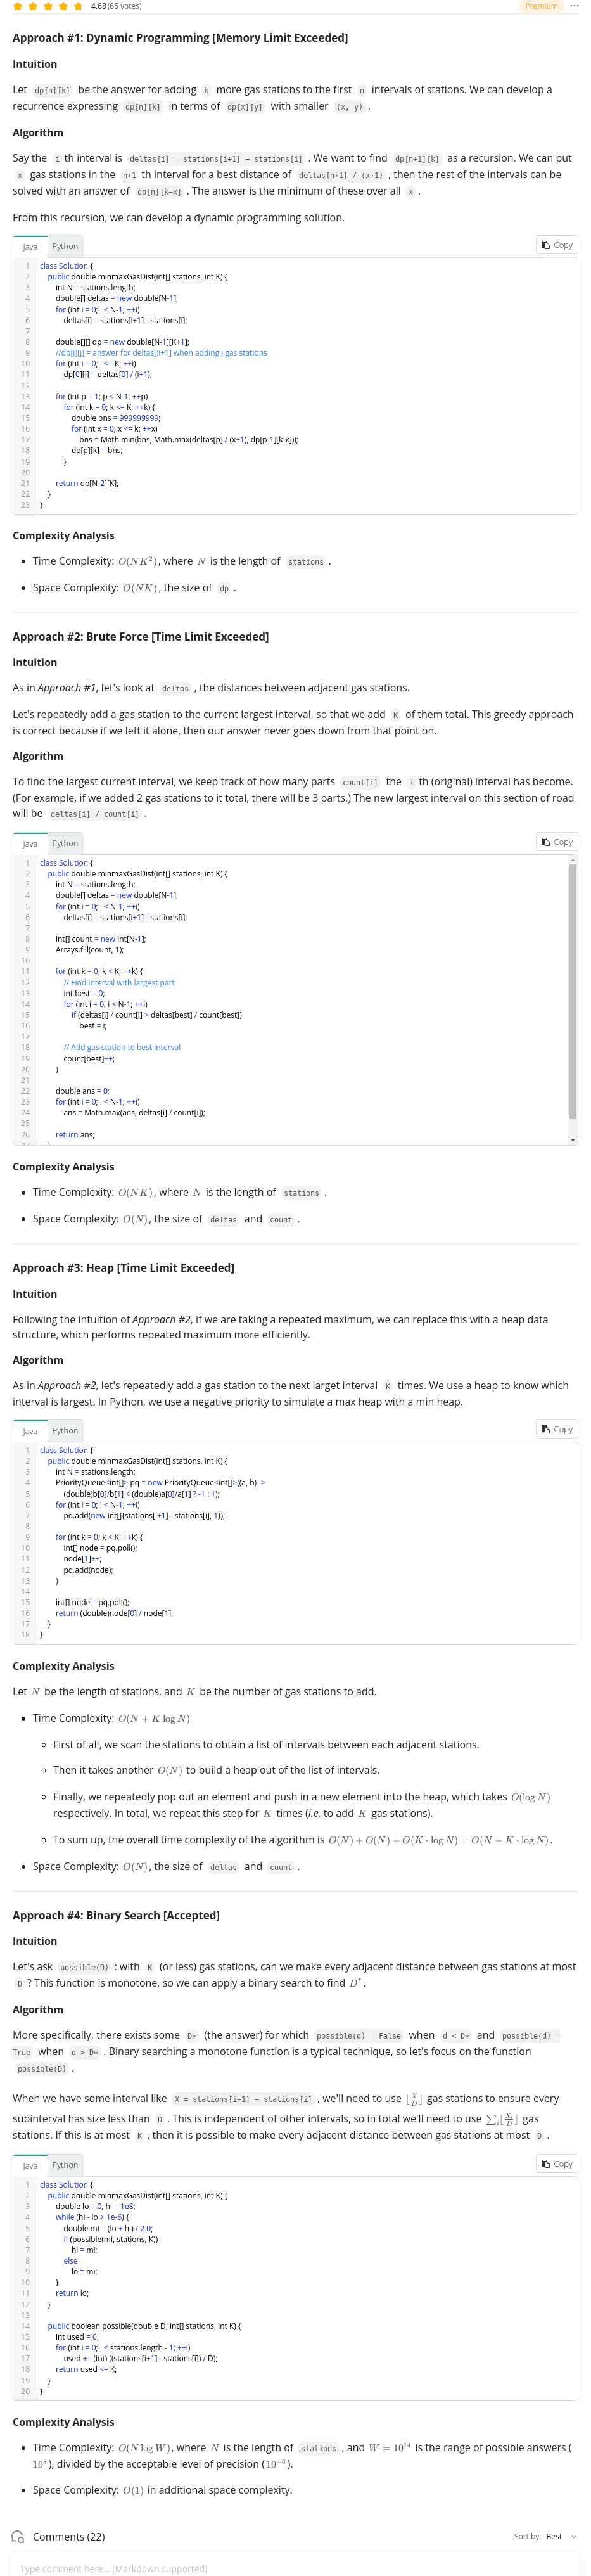 4.68 (65 votes)
Premium
Approach #1: Dynamic Programming [Memory Limit Exceeded]
Intuition
Let dp[n][k] be the answer for adding k more gas stations to the first n intervals of stations. We can develop a
recurrence expressing dp[n][k] in terms of dp[x][y] with smaller (x, y) .
Algorithm
Say the i th interval is deltas[i] = stations[i+1] - stations[i] . We want to find dp[n+1][k] as a recursion. We can put
x gas stations in the n+1 th interval for a best distance of deltas[n+1] / (x+1) , then the rest of the intervals can be
solved with an answer of dp[n][k-x] . The answer is the minimum of these over all x .
From this recursion, we can develop a dynamic programming solution.
Java Python Copy
1 class Solution {
2 public double minmaxGasDist(int[] stations, int K) {
3 int N = stations.length;
4 double[] deltas = new double[N-1];
5 for (int i = 0; i < N-1; ++i)
6 deltas[i] = stations[i+1] - stations[i];
7
8 double[][] dp = new double[N-1][K+1];
9 //dp[i][j] = answer for deltas[:i+1] when adding j gas stations
10 for (int i = 0; i <= K; ++i)
11 dp[0][i] = deltas[0] / (i+1);
12
13 for (int p = 1; p < N-1; ++p)
14 for (int k = 0; k <= K; ++k) {
15 double bns = 999999999;
16 for (int x = 0; x <= k; ++x)
17 bns = Math.min(bns, Math.max(deltas[p] / (x+1), dp[p-1][k-x]));
18 dp[p][k] = bns;
19 }
20
21 return dp[N-2][K];
22 }
23 }
Complexity Analysis
• Time Complexity: O(NK²), where N is the length of stations .
• Space Complexity: O(NK), the size of dp .
Approach #2: Brute Force [Time Limit Exceeded]
Intuition
As in Approach #1, let's look at deltas , the distances between adjacent gas stations.
Let's repeatedly add a gas station to the current largest interval, so that we add K of them total. This greedy approach
is correct because if we left it alone, then our answer never goes down from that point on.
Algorithm
To find the largest current interval, we keep track of how many parts count[i] the i th (original) interval has become.
(For example, if we added 2 gas stations to it total, there will be 3 parts.) The new largest interval on this section of road
will be deltas[i] / count[i] .
Java Python Copy
1 class Solution {
2 public double minmaxGasDist(int[] stations, int K) {
3 int N = stations.length;
4 double[] deltas = new double[N-1];
5 for (int i = 0; i < N-1; ++i)
6 deltas[i] = stations[i+1] - stations[i];
7
8 int[] count = new int[N-1];
9 Arrays.fill(count, 1);
10
11 for (int k = 0; k < K; ++k) {
12 // Find interval with largest part
13 int best = 0;
14 for (int i = 0; i < N-1; ++i)
15 if (deltas[i] / count[i] > deltas[best] / count[best])
16 best = i;
17
18 // Add gas station to best interval
19 count[best]++;
20 }
21
22 double ans = 0;
23 for (int i = 0; i < N-1; ++i)
24 ans = Math.max(ans, deltas[i] / count[i]);
25
26 return ans;
Complexity Analysis
• Time Complexity: O(NK), where N is the length of stations .
• Space Complexity: O(N), the size of deltas and count .
Approach #3: Heap [Time Limit Exceeded]
Intuition
Following the intuition of Approach #2, if we are taking a repeated maximum, we can replace this with a heap data
structure, which performs repeated maximum more efficiently.
Algorithm
As in Approach #2, let's repeatedly add a gas station to the next larget interval K times. We use a heap to know which
interval is largest. In Python, we use a negative priority to simulate a max heap with a min heap.
Java Python Copy
1 class Solution {
2 public double minmaxGasDist(int[] stations, int K) {
3 int N = stations.length;
4 PriorityQueue<int[]> pq = new PriorityQueue<int[]>((a, b) ->
5 (double)b[0]/b[1] < (double)a[0]/a[1] ? -1 : 1);
6 for (int i = 0; i < N-1; ++i)
7 pq.add(new int[]{stations[i+1] - stations[i], 1});
8
9 for (int k = 0; k < K; ++k) {
10 int[] node = pq.poll();
11 node[1]++;
12 pq.add(node);
13 }
14
15 int[] node = pq.poll();
16 return (double)node[0] / node[1];
17 }
18 }
Complexity Analysis
Let N be the length of stations, and K be the number of gas stations to add.
• Time Complexity: O(N + K log N)
◦ First of all, we scan the stations to obtain a list of intervals between each adjacent stations.
◦ Then it takes another O(N) to build a heap out of the list of intervals.
◦ Finally, we repeatedly pop out an element and push in a new element into the heap, which takes O(log N)
respectively. In total, we repeat this step for K times (i.e. to add K gas stations).
◦ To sum up, the overall time complexity of the algorithm is O(N) + O(N) + O(K · log N) = O(N + K · log N).
• Space Complexity: O(N), the size of deltas and count .
Approach #4: Binary Search [Accepted]
Intuition
Let's ask possible(D) : with K (or less) gas stations, can we make every adjacent distance between gas stations at most
D ? This function is monotone, so we can apply a binary search to find D*.
Algorithm
More specifically, there exists some D* (the answer) for which possible(d) = False when d < D* and possible(d) =
True when d > D* . Binary searching a monotone function is a typical technique, so let's focus on the function
possible(D) .
When we have some interval like X = stations[i+1] - stations[i] , we'll need to use ⌊X/D⌋ gas stations to ensure every
subinterval has size less than D . This is independent of other intervals, so in total we'll need to use ∑i⌊Xi/D⌋ gas
stations. If this is at most K , then it is possible to make every adjacent distance between gas stations at most D .
Java Python Copy
1 class Solution {
2 public double minmaxGasDist(int[] stations, int K) {
3 double lo = 0, hi = 1e8;
4 while (hi - lo > 1e-6) {
5 double mi = (lo + hi) / 2.0;
6 if (possible(mi, stations, K))
7 hi = mi;
8 else
9 lo = mi;
10 }
11 return lo;
12 }
13
14 public boolean possible(double D, int[] stations, int K) {
15 int used = 0;
16 for (int i = 0; i < stations.length - 1; ++i)
17 used += (int) ((stations[i+1] - stations[i]) / D);
18 return used <= K;
19 }
20 }
Complexity Analysis
• Time Complexity: O(N log W), where N is the length of stations , and W = 10¹⁴ is the range of possible answers (
10⁸), divided by the acceptable level of precision (10⁻⁶).
• Space Complexity: O(1) in additional space complexity.
Comments (22)
Sort by: Best
Type comment here... (Markdown supported)